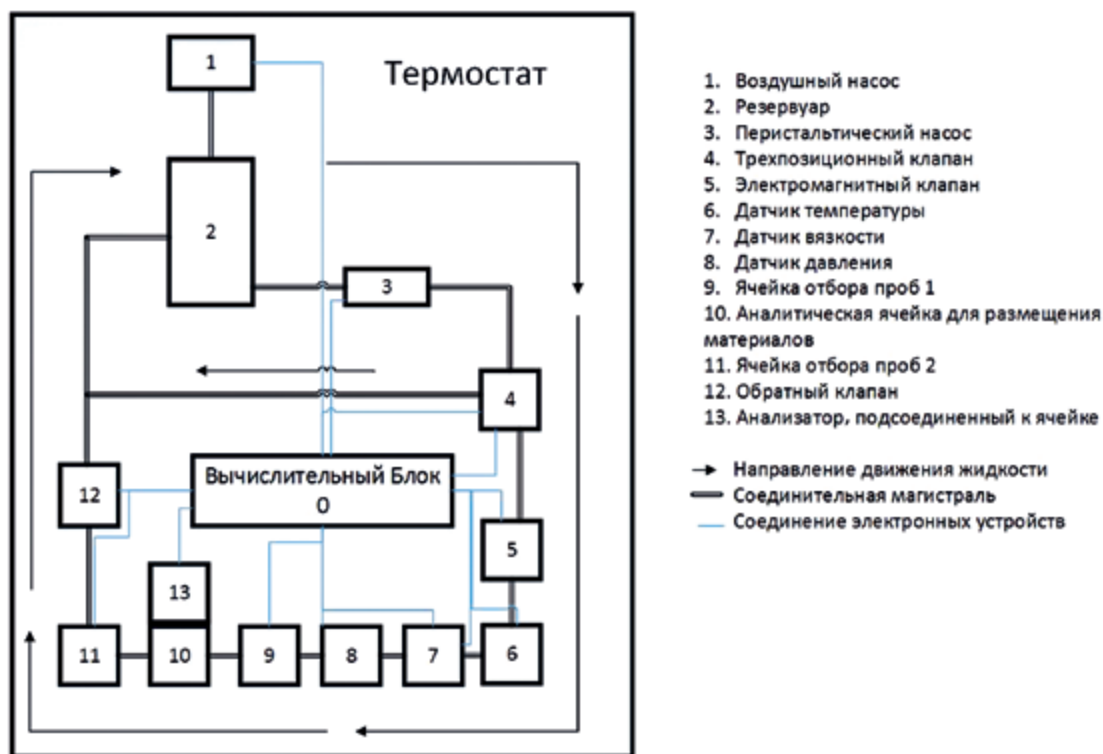 Термостат
1
2
3
4
Вычислительный Блок
0
12
5
13
11
10
9
8
7
6
1. Воздушный насос
2. Резервуар
3. Перистальтический насос
4. Трехпозиционный клапан
5. Электромагнитный клапан
6. Датчик температуры
7. Датчик вязкости
8. Датчик давления
9. Ячейка отбора проб 1
10. Аналитическая ячейка для размещения
материалов
11. Ячейка отбора проб 2
12. Обратный клапан
13. Анализатор, подсоединенный к ячейке
Направление движения жидкости
Соединительная магистраль
Соединение электронных устройств